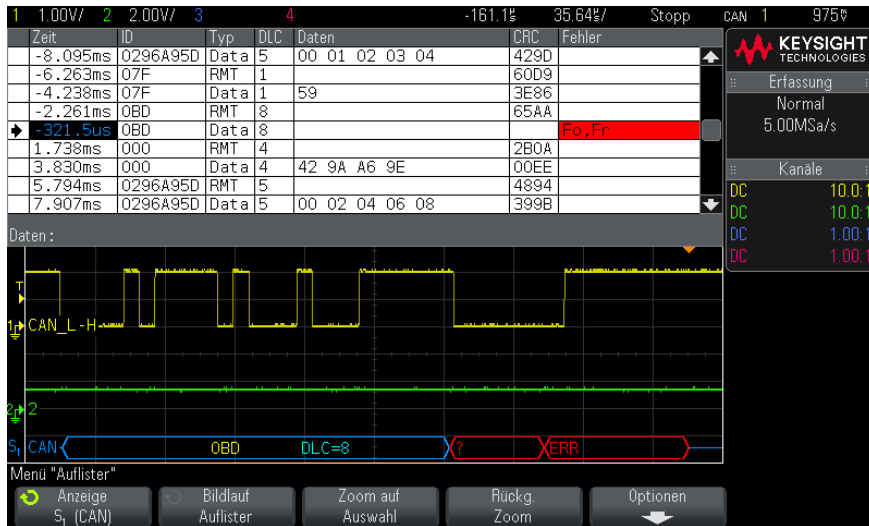 1 1.00V/ 2 2.00V/ 3 4 -161.1µs 35.64µs/ Stopp CAN 1 975mV
Zeit ID Typ DLC Daten CRC Fehler
-8.095ms 0296A95D Data 5 00 01 02 03 04 429D
-6.263ms 07F RMT 1 60D9
-4.238ms 07F Data 1 59 3E86
-2.261ms 0BD RMT 8 65AA
-321.5us 0BD Data 8 Fo,Fr
1.738ms 000 RMT 4 2B0A
3.830ms 000 Data 4 42 9A A6 9E 00EE
5.794ms 0296A95D RMT 5 4894
7.907ms 0296A95D Data 5 00 02 04 06 08 399B
KEYSIGHT
TECHNOLOGIES
Erfassung
Normal
5.00MSa/s
Kanäle
DC 10.0:1
DC 10.0:1
DC 1.00:1
DC 1.00:1
Daten:
T
1 CAN_L-H
2 2
S1 CAN 0BD DLC=8 ? ERR
Menü "Auflister"
Anzeige
S1 (CAN)
Bildlauf
Auflister
Zoom auf
Auswahl
Rückg.
Zoom
Optionen